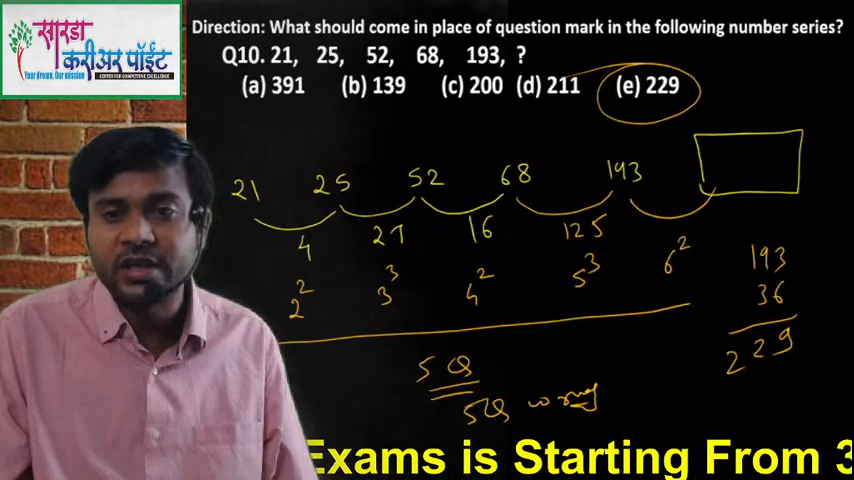 सारडा
करीअर पॉईंट
Your dream, Our mission
CENTER FOR COMPETITIVE EXCELLENCE
Direction: What should come in place of question mark in the following number series?
Q10. 21, 25, 52, 68, 193, ?
(a) 391 (b) 139 (c) 200 (d) 211 (e) 229
21 25 52 68 193
4 27 16 125
2² 3³ 4² 5³ 6²
193
36
229
5Q
5Q wrong
Exams is Starting From 3